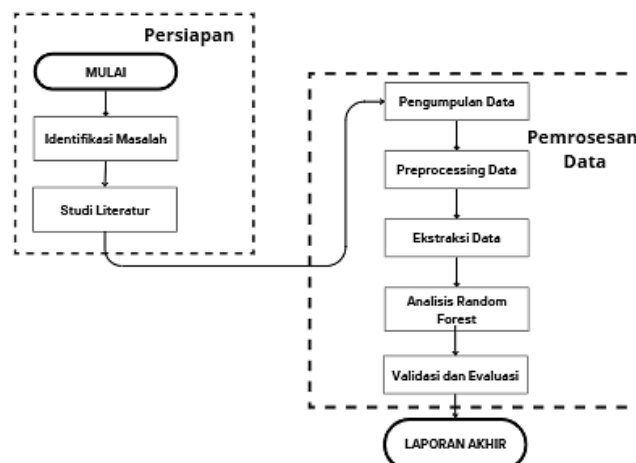 Persiapan
MULAI
Identifikasi Masalah
Studi Literatur
Pengumpulan Data
Pemrosesan
Data
Preprocessing Data
Ekstraksi Data
Analisis Random
Forest
Validasi dan Evaluasi
LAPORAN AKHIR